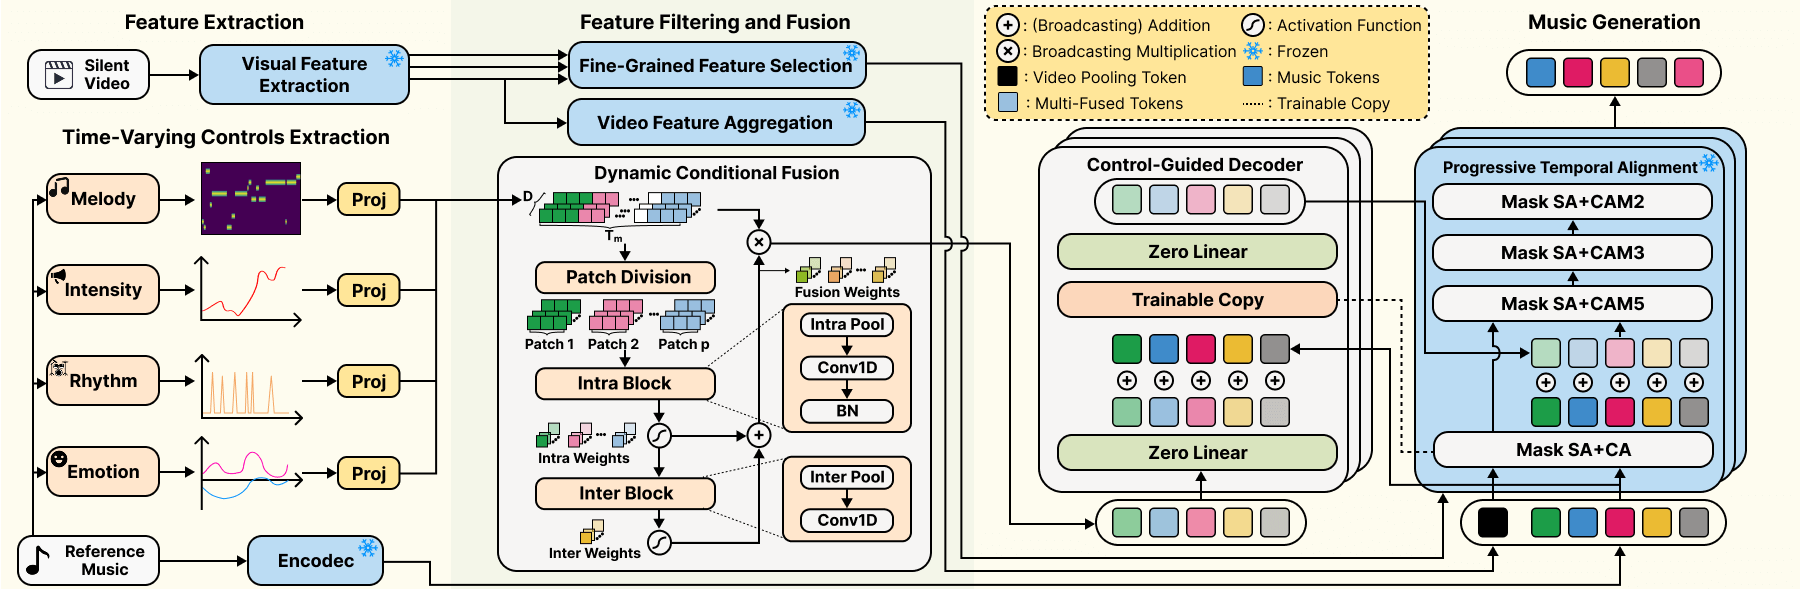 Feature Extraction
Silent
Video
Visual Feature
Extraction
Time-Varying Controls Extraction
Melody
Proj
Intensity
Proj
Rhythm
Proj
Emotion
Proj
Reference
Music
Encodec
Feature Filtering and Fusion
Fine-Grained Feature Selection
Video Feature Aggregation
Dynamic Conditional Fusion
D
...
Tm
Patch Division
Fusion Weights
Patch 1
Patch 2
Patch p
Intra Block
Intra Pool
Conv1D
BN
Intra Weights
Inter Block
Inter Pool
Conv1D
Inter Weights
: (Broadcasting) Addition
: Activation Function
: Broadcasting Multiplication
: Frozen
: Video Pooling Token
: Music Tokens
: Multi-Fused Tokens
: Trainable Copy
Control-Guided Decoder
Zero Linear
Trainable Copy
Zero Linear
Music Generation
Progressive Temporal Alignment
Mask SA+CAM2
Mask SA+CAM3
Mask SA+CAM5
Mask SA+CA